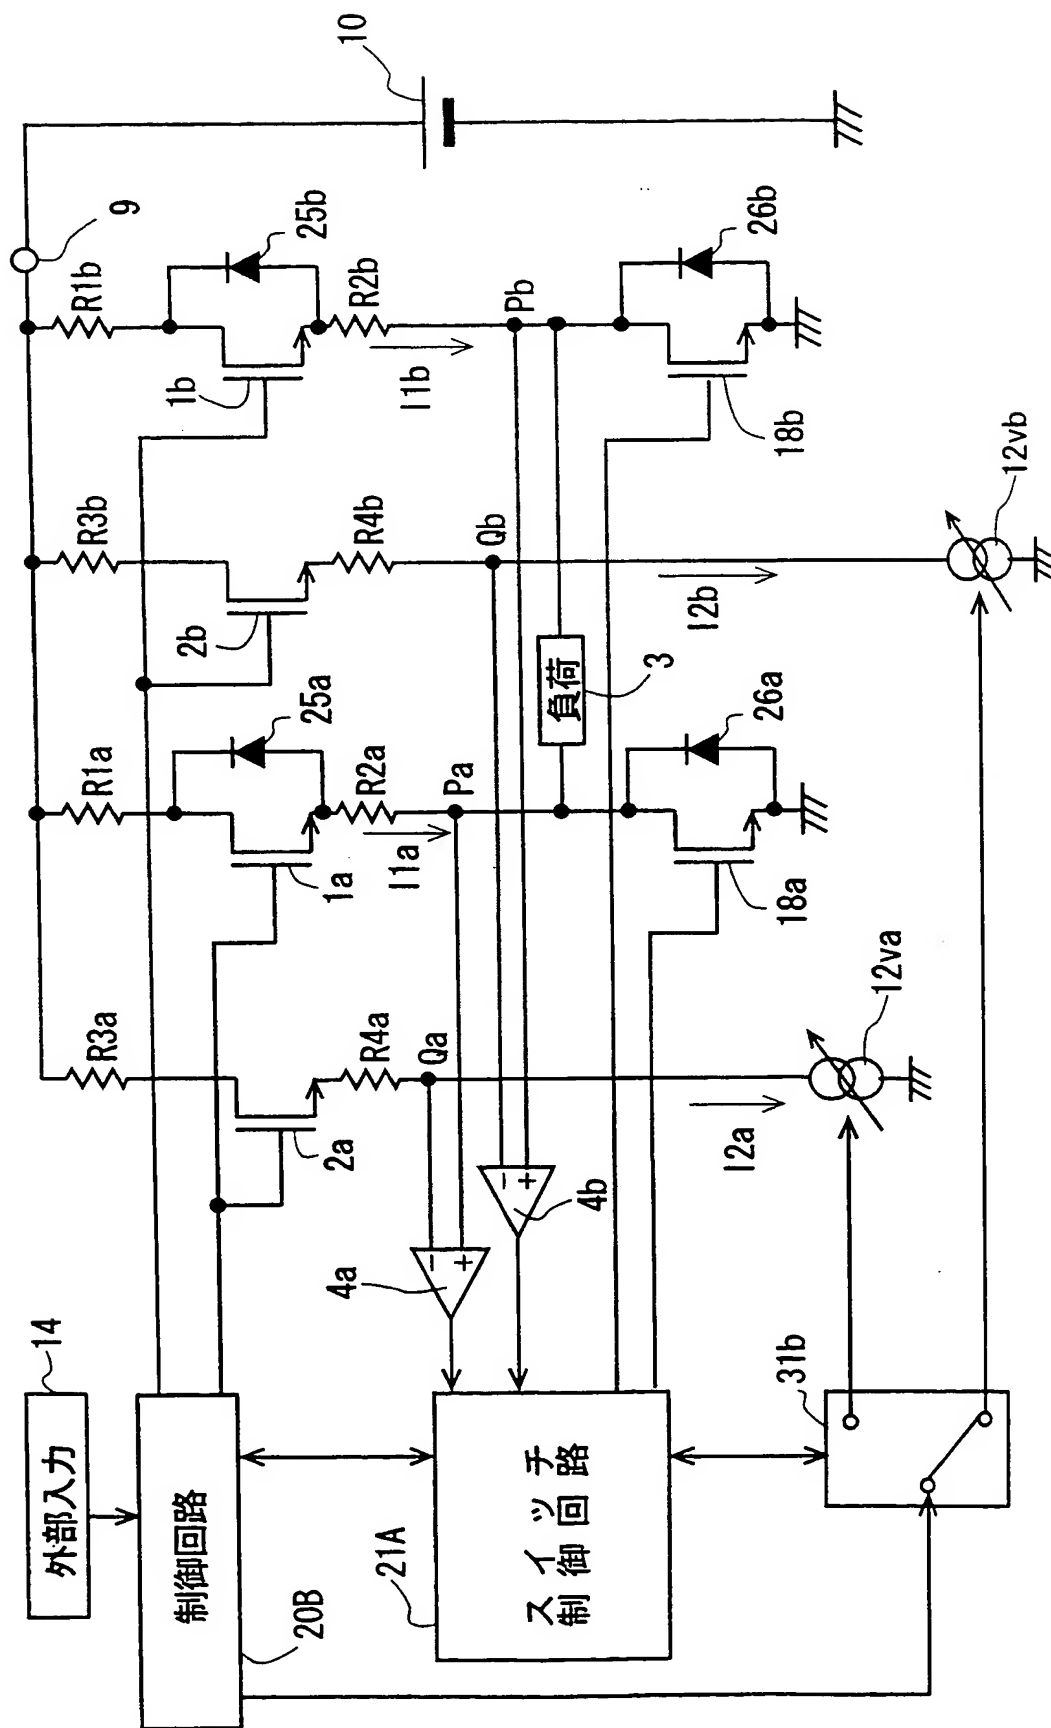 外部入力
14
制御回路
20B
スイッチ
制御回路
21A
31b
4a
4b
R3a
2a
R4a
Qa
I2a
12va
R1a
25a
1a
R2a
I1a
Pa
負荷
3
26a
18a
R3b
2b
R4b
Qb
I2b
12vb
R1b
9
25b
1b
R2b
I1b
Pb
26b
18b
10
−
+
−
+